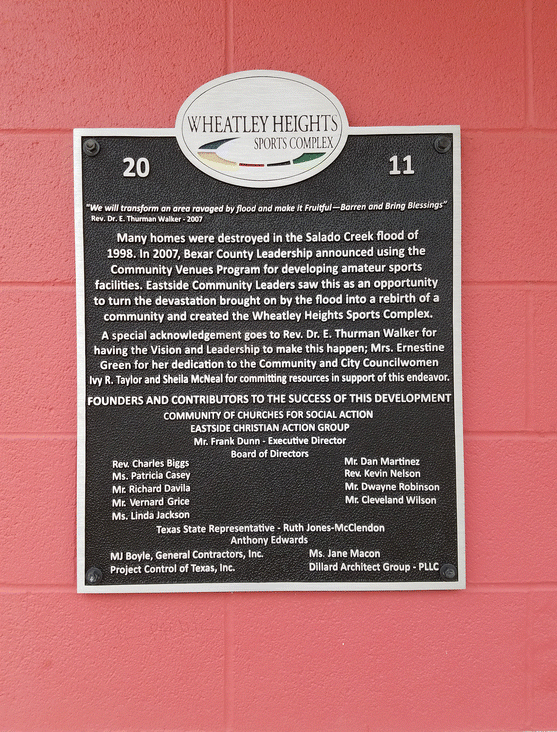 WHEATLEY HEIGHTS
SPORTS COMPLEX
20 11
"We will transform an area ravaged by flood and make it Fruitful—Barren and Bring Blessings"
Rev. Dr. E. Thurman Walker - 2007
Many homes were destroyed in the Salado Creek flood of
1998. In 2007, Bexar County Leadership announced using the
Community Venues Program for developing amateur sports
facilities. Eastside Community Leaders saw this as an opportunity
to turn the devastation brought on by the flood into a rebirth of a
community and created the Wheatley Heights Sports Complex.
A special acknowledgement goes to Rev. Dr. E. Thurman Walker for
having the Vision and Leadership to make this happen; Mrs. Ernestine
Green for her dedication to the Community and City Councilwomen
Ivy R. Taylor and Sheila McNeal for committing resources in support of this endeavor.
FOUNDERS AND CONTRIBUTORS TO THE SUCCESS OF THIS DEVELOPMENT
COMMUNITY OF CHURCHES FOR SOCIAL ACTION
EASTSIDE CHRISTIAN ACTION GROUP
Mr. Frank Dunn - Executive Director
Board of Directors
Rev. Charles Biggs
Ms. Patricia Casey
Mr. Richard Davila
Mr. Vernard Grice
Ms. Linda Jackson
Mr. Dan Martinez
Rev. Kevin Nelson
Mr. Dwayne Robinson
Mr. Cleveland Wilson
Texas State Representative - Ruth Jones-McClendon
Anthony Edwards
MJ Boyle, General Contractors, Inc.
Project Control of Texas, Inc.
Ms. Jane Macon
Dillard Architect Group - PLLC